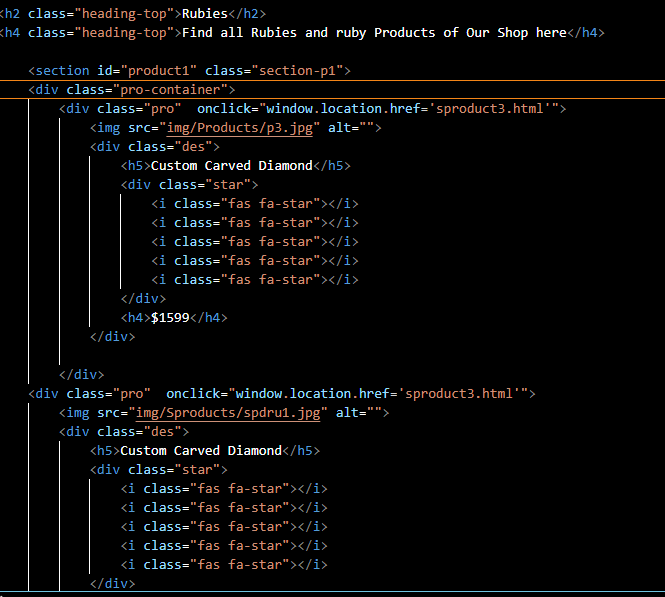 <h2 class="heading-top">Rubies</h2>
<h4 class="heading-top">Find all Rubies and ruby Products of Our Shop here</h4>
<section id="product1" class="section-p1">
<div class="pro-container">
<div class="pro"  onclick="window.location.href='sproduct3.html'">
<img src="img/Products/p3.jpg" alt="">
<div class="des">
<h5>Custom Carved Diamond</h5>
<div class="star">
<i class="fas fa-star"></i>
<i class="fas fa-star"></i>
<i class="fas fa-star"></i>
<i class="fas fa-star"></i>
<i class="fas fa-star"></i>
</div>
<h4>$1599</h4>
</div>
</div>
<div class="pro"  onclick="window.location.href='sproduct3.html'">
<img src="img/Sproducts/spdru1.jpg" alt="">
<div class="des">
<h5>Custom Carved Diamond</h5>
<div class="star">
<i class="fas fa-star"></i>
<i class="fas fa-star"></i>
<i class="fas fa-star"></i>
<i class="fas fa-star"></i>
<i class="fas fa-star"></i>
</div>